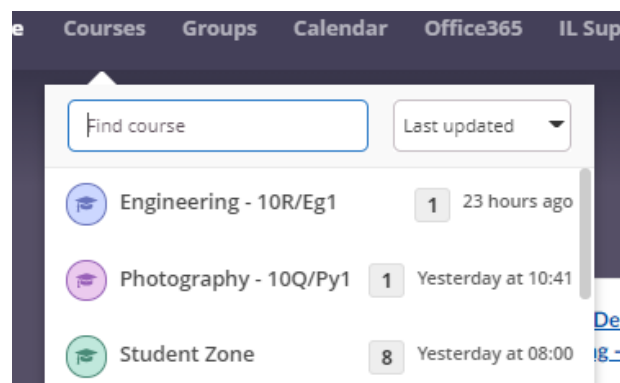 e Courses Groups Calendar Office365 IL Sup
Find course Last updated
Engineering - 10R/Eg1 1 23 hours ago
Photography - 10Q/Py1 1 Yesterday at 10:41
De
Student Zone 8 Yesterday at 08:00 g -